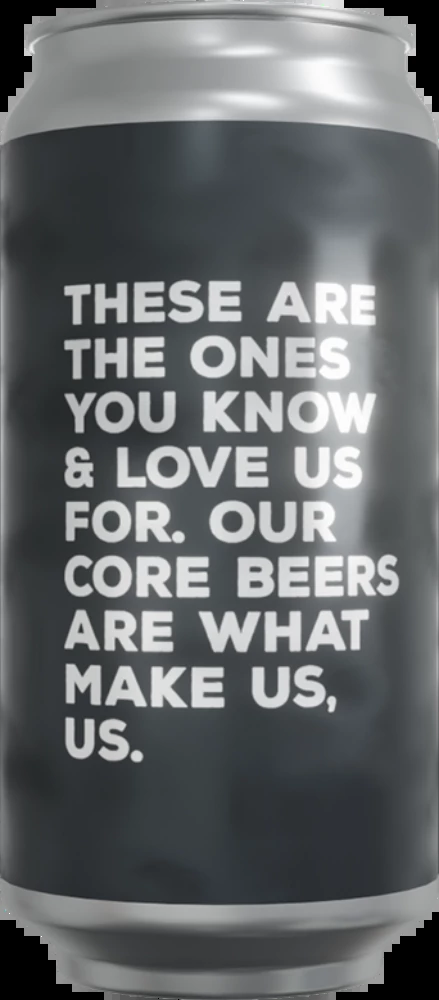 THESE ARE
THE ONES
YOU KNOW
& LOVE US
FOR. OUR
CORE BEERS
ARE WHAT
MAKE US,
US.